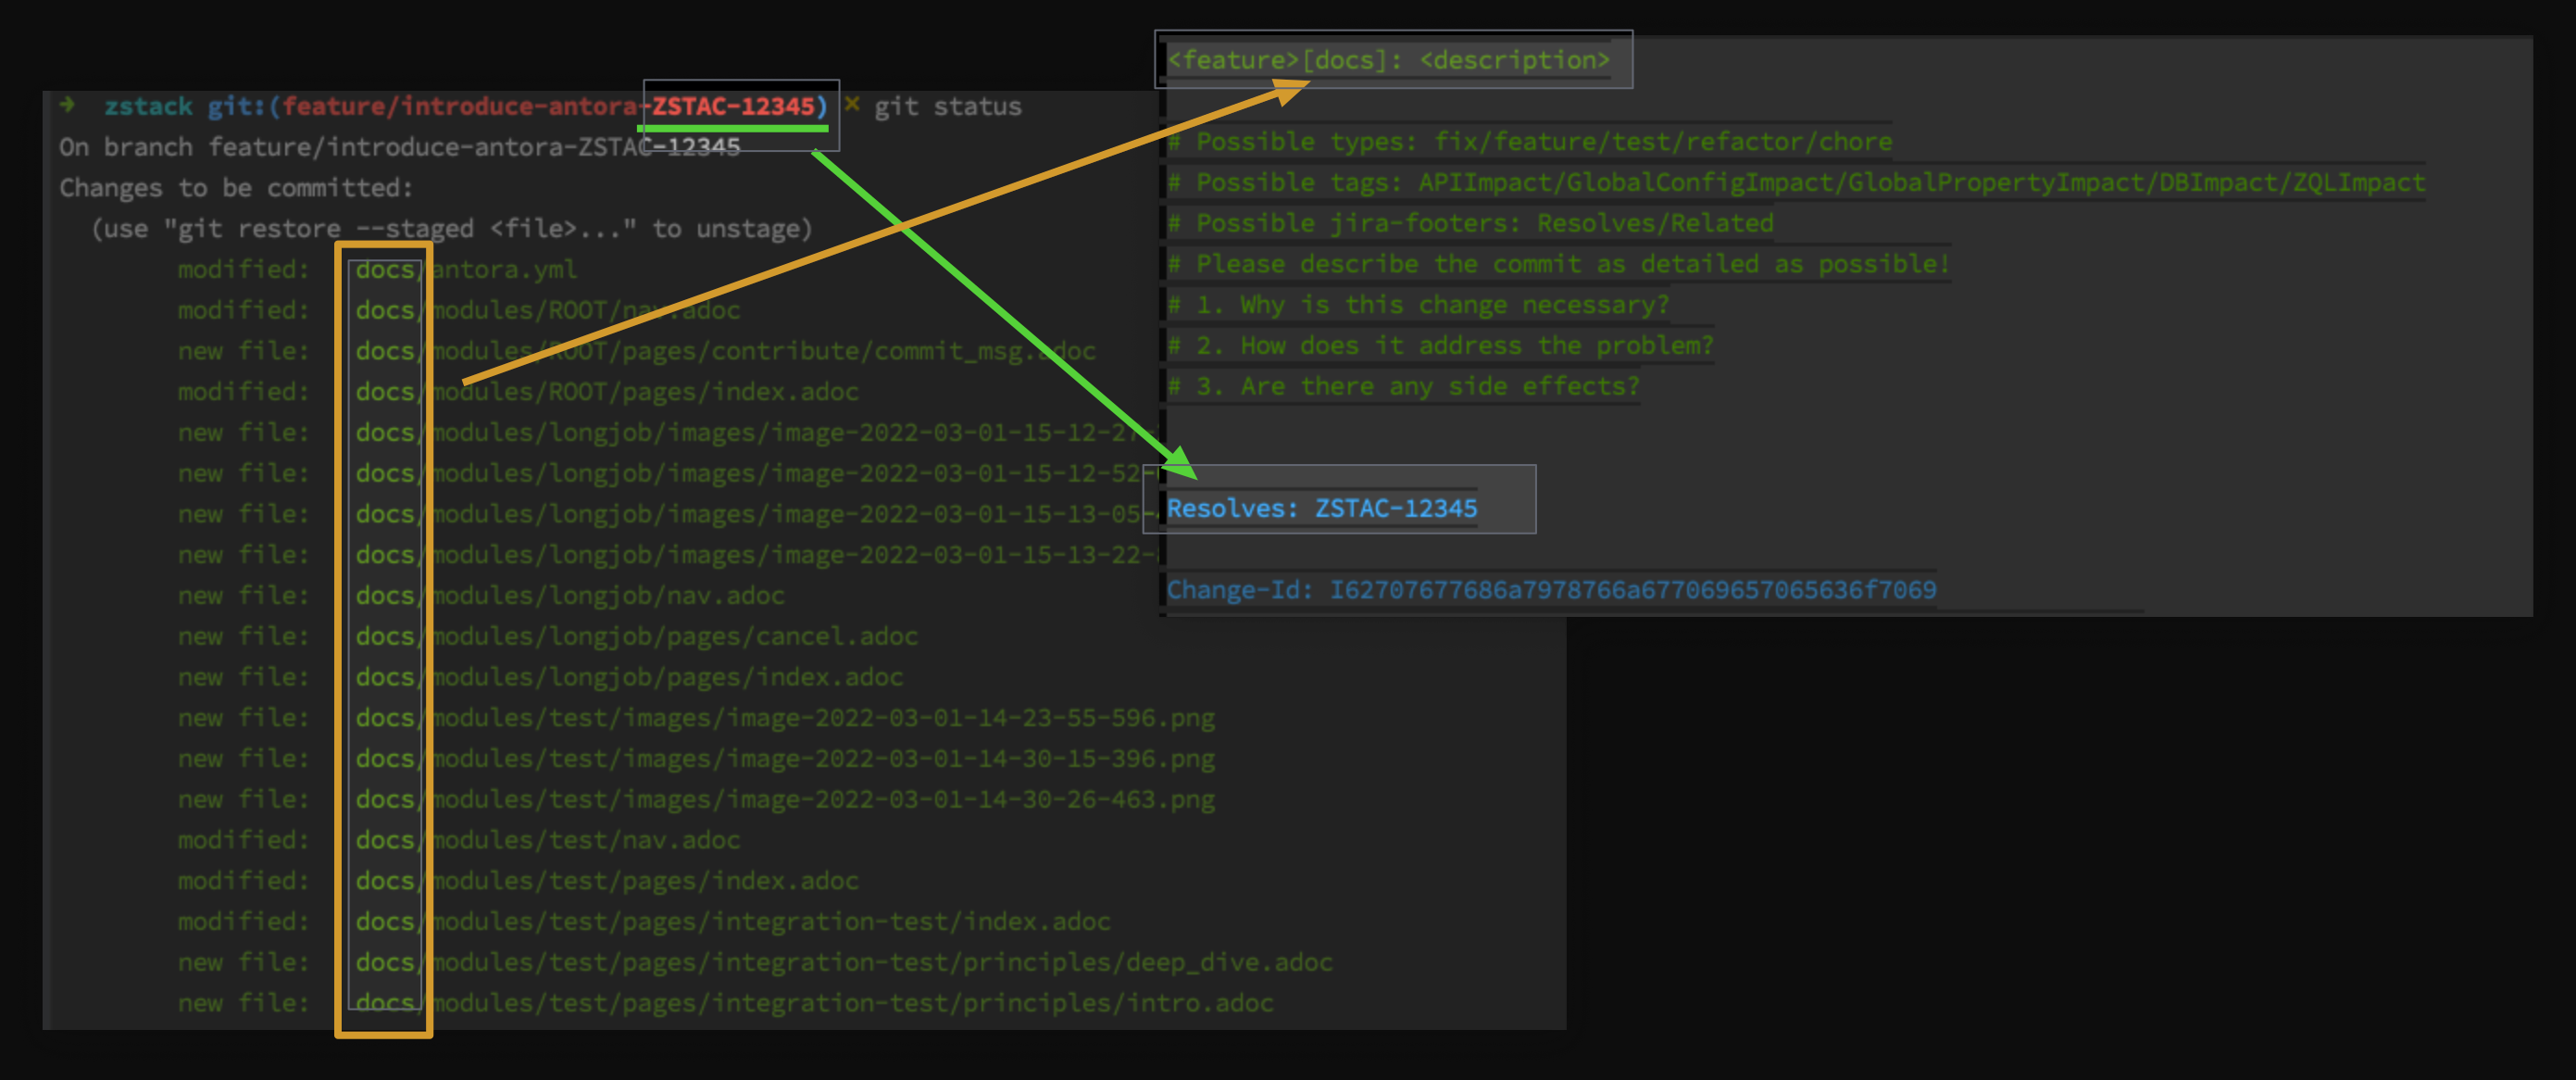 ➜ zstack git:(feature/introduce-antora-ZSTAC-12345) ✗ git status
On branch feature/introduce-antora-ZSTAC-12345
Changes to be committed:
(use "git restore --staged <file>..." to unstage)
modified: docs/antora.yml
modified: docs/modules/ROOT/nav.adoc
new file: docs/modules/ROOT/pages/contribute/commit_msg.adoc
modified: docs/modules/ROOT/pages/index.adoc
new file: docs/modules/longjob/images/image-2022-03-01-15-12-27-
new file: docs/modules/longjob/images/image-2022-03-01-15-12-52-
new file: docs/modules/longjob/images/image-2022-03-01-15-13-05-
new file: docs/modules/longjob/images/image-2022-03-01-15-13-22-
new file: docs/modules/longjob/nav.adoc
new file: docs/modules/longjob/pages/cancel.adoc
new file: docs/modules/longjob/pages/index.adoc
new file: docs/modules/test/images/image-2022-03-01-14-23-55-596.png
new file: docs/modules/test/images/image-2022-03-01-14-30-15-396.png
new file: docs/modules/test/images/image-2022-03-01-14-30-26-463.png
modified: docs/modules/test/nav.adoc
modified: docs/modules/test/pages/index.adoc
modified: docs/modules/test/pages/integration-test/index.adoc
new file: docs/modules/test/pages/integration-test/principles/deep_dive.adoc
new file: docs/modules/test/pages/integration-test/principles/intro.adoc
<feature>[docs]: <description>
# Possible types: fix/feature/test/refactor/chore
# Possible tags: APIImpact/GlobalConfigImpact/GlobalPropertyImpact/DBImpact/ZQLImpact
# Possible jira-footers: Resolves/Related
# Please describe the commit as detailed as possible!
# 1. Why is this change necessary?
# 2. How does it address the problem?
# 3. Are there any side effects?
Resolves: ZSTAC-12345
Change-Id: I62707677686a7978766a677069657065636f7069